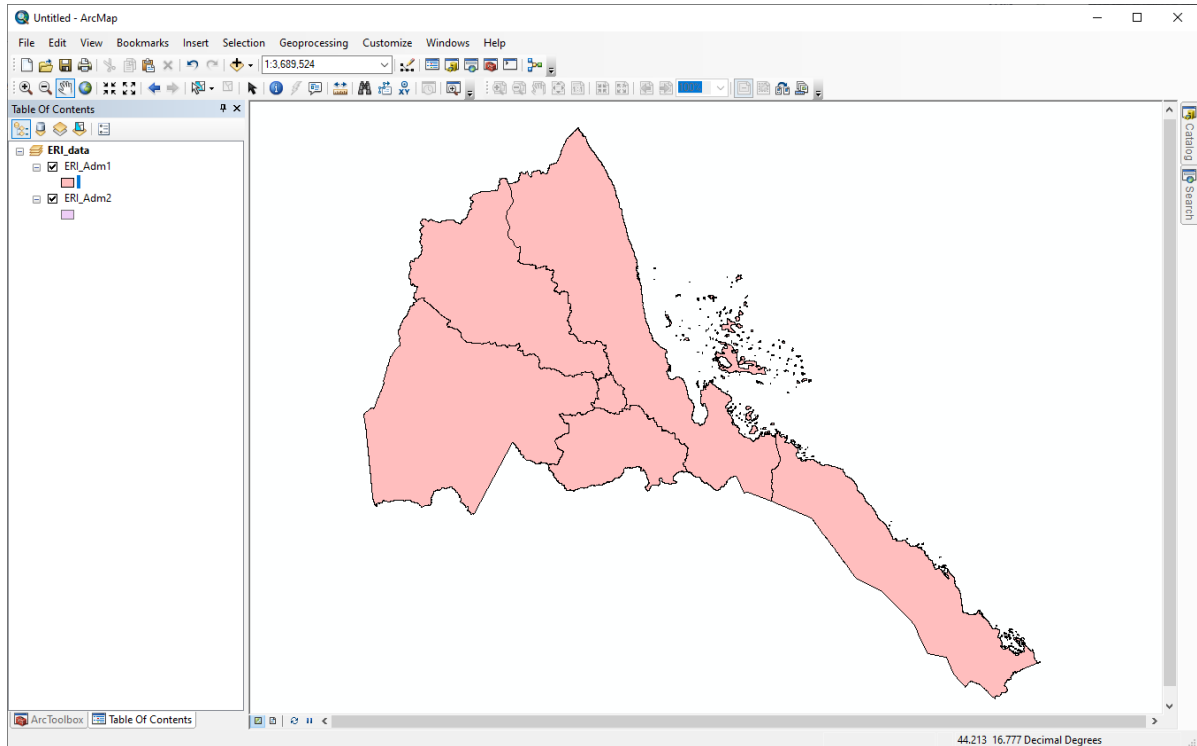 Untitled - ArcMap
File Edit View Bookmarks Insert Selection Geoprocessing Customize Windows Help
1:3,689,524
Table Of Contents
ERI_data
ERI_Adm1
ERI_Adm2
Catalog
Search
ArcToolbox Table Of Contents
44.213 16.777 Decimal Degrees